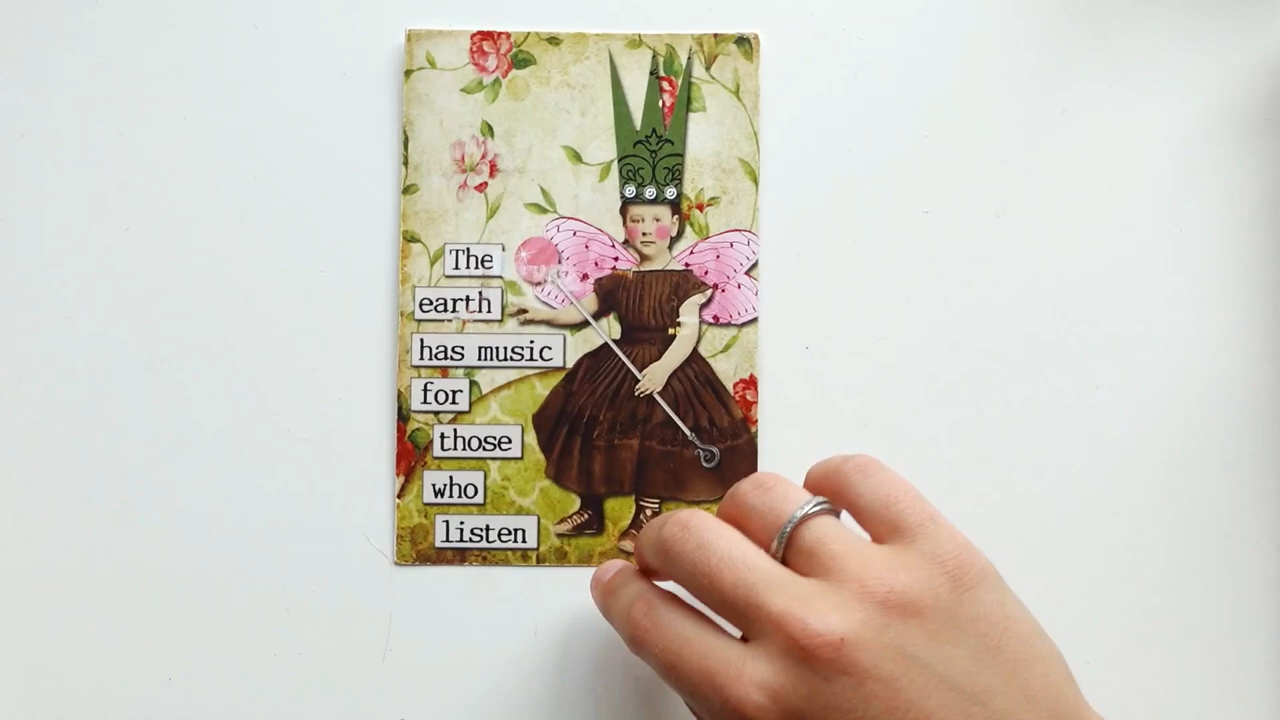 The
earth
has music
for
those
who
listen